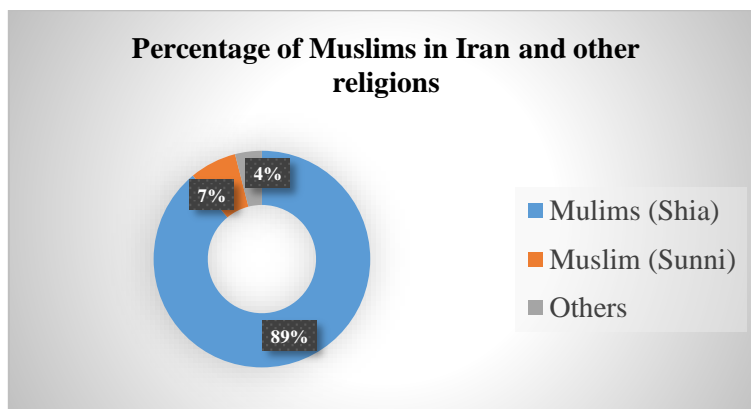 Percentage of Muslims in Iran and other
religions
4%
7%
89%
Mulims (Shia)
Muslim (Sunni)
Others